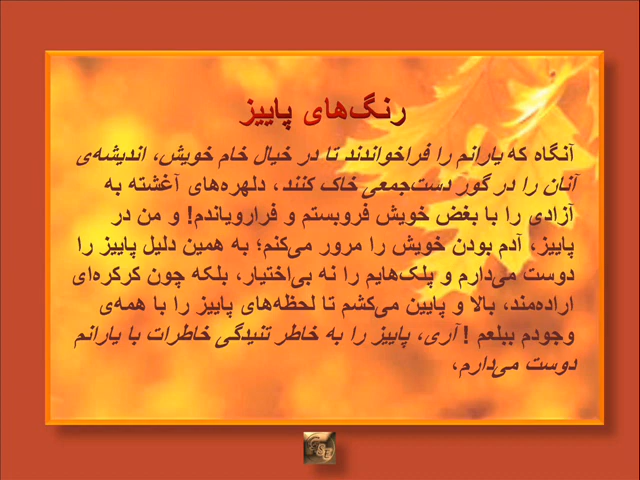 رنگ‌های پاییز
آنگاه که یارانم را فراخواندند تا در خیال خام خویش، اندیشه‌ی
آنان را در گور دست‌جمعی خاک کنند، دلهره‌های آغشته به
آزادی را با بغض خویش فروبستم و فرارویاندم! و من در
پاییز، آدم بودن خویش را مرور می‌کنم؛ به همین دلیل پاییز را
دوست می‌دارم و پلک‌هایم را نه بی‌اختیار، بلکه چون کرکره‌ای
اراده‌مند، بالا و پایین می‌کشم تا لحظه‌های پاییز را با همه‌ی
وجودم ببلعم ! آری، پاییز را به خاطر تنیدگی خاطرات با یارانم
دوست می‌دارم،